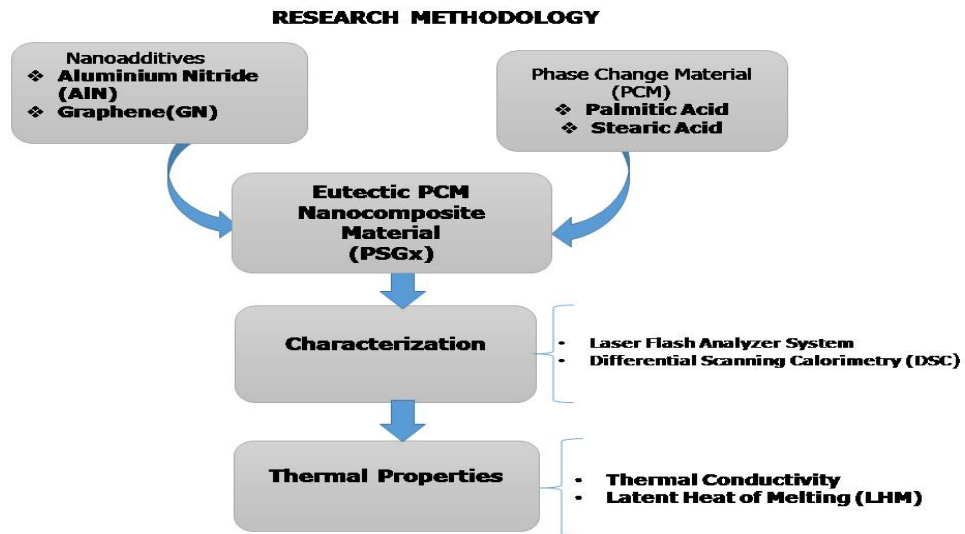 RESEARCH METHODOLOGY
Nanoadditives
❖ Aluminium Nitride
(AlN)
❖ Graphene(GN)
Phase Change Material
(PCM)
❖ Palmitic Acid
❖ Stearic Acid
Eutectic PCM
Nanocomposite
Material
(PSGx)
Characterization
• Laser Flash Analyzer System
• Differential Scanning Calorimetry (DSC)
Thermal Properties
• Thermal Conductivity
• Latent Heat of Melting (LHM)